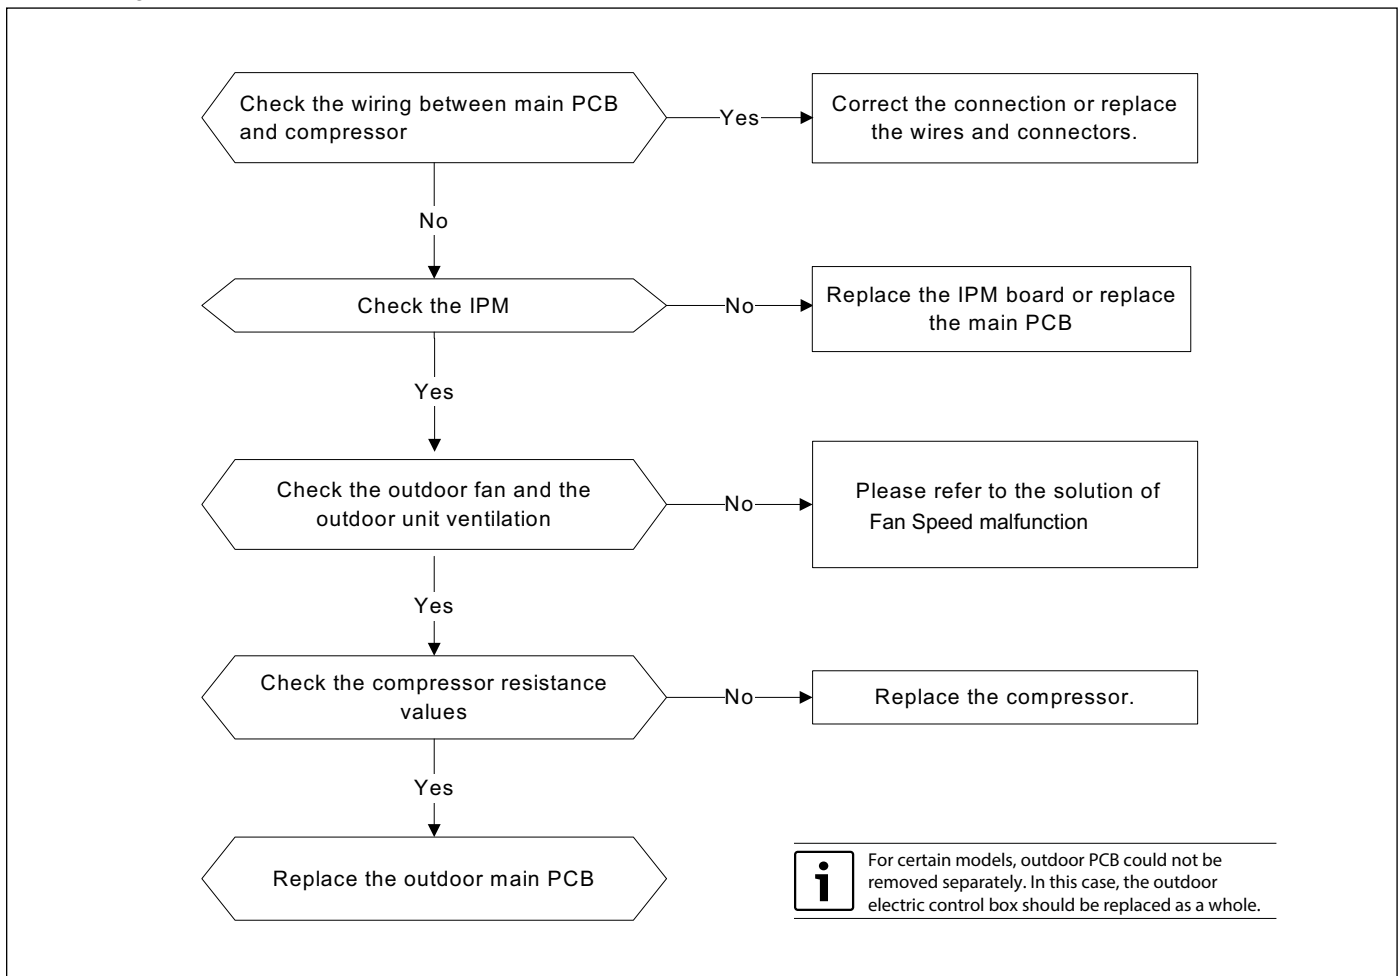 Check the wiring between main PCB
and compressor
Yes
Correct the connection or replace
the wires and connectors.
No
Check the IPM
No
Replace the IPM board or replace
the main PCB
Yes
Check the outdoor fan and the
outdoor unit ventilation
No
Please refer to the solution of
Fan Speed malfunction
Yes
Check the compressor resistance
values
No
Replace the compressor.
Yes
Replace the outdoor main PCB
i
For certain models, outdoor PCB could not be
removed separately. In this case, the outdoor
electric control box should be replaced as a whole.